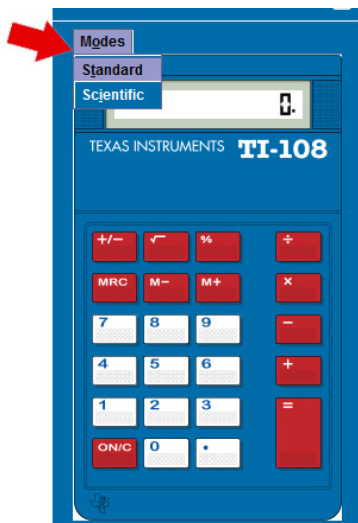 Modes
Standard
Scientific
0.
TEXAS INSTRUMENTS TI-108
+/− √ % ÷
MRC M− M+ ×
7 8 9 −
4 5 6 +
1 2 3 =
ON/C 0 •